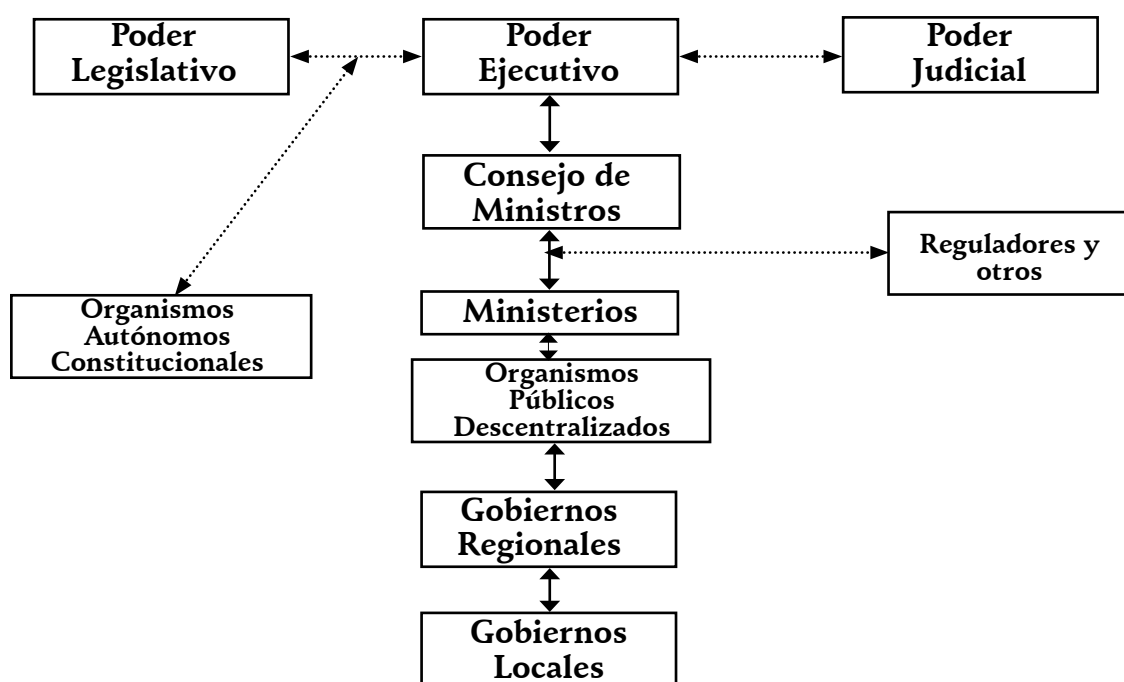 Poder
Legislativo
Poder
Ejecutivo
Poder
Judicial
Consejo de
Ministros
Reguladores y
otros
Ministerios
Organismos
Autónomos
Constitucionales
Organismos
Públicos
Descentralizados
Gobiernos
Regionales
Gobiernos
Locales